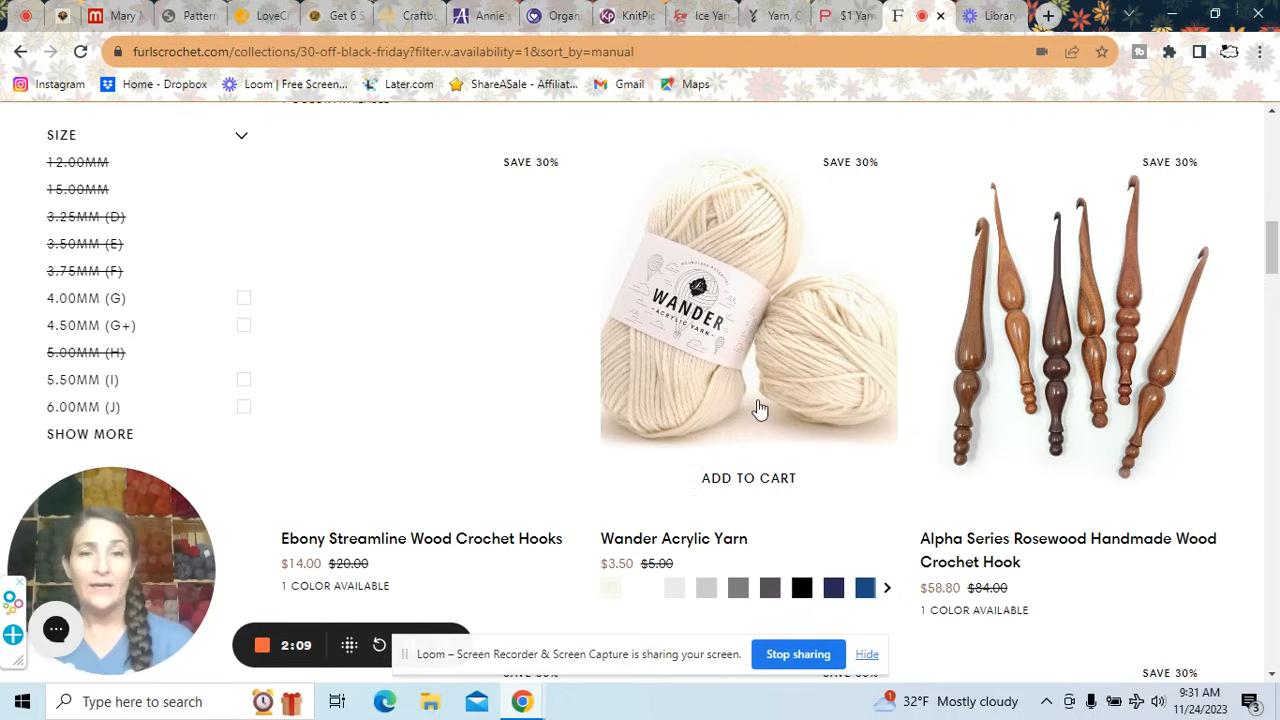 Mary
Pattern
LoveCr
Get 6
Craftbu
Annie's
Organ
KnitPic
Ice Yar
Yarn, C
$1 Yar
Library
furlscrochet.com/collections/30-off-black-friday?filter.v.availability=1&sort_by=manual
Instagram
Home - Dropbox
Loom | Free Screen...
Later.com
ShareASale - Affiliat...
Gmail
Maps
SIZE
12.00MM
15.00MM
3.25MM (D)
3.50MM (E)
3.75MM (F)
4.00MM (G)
4.50MM (G+)
5.00MM (H)
5.50MM (I)
6.00MM (J)
SHOW MORE
SAVE 30%
SAVE 30%
SAVE 30%
WANDER
-ACRYLIC YARN-
ADD TO CART
Ebony Streamline Wood Crochet Hooks
$14.00 $20.00
1 COLOR AVAILABLE
Wander Acrylic Yarn
$3.50 $5.00
Alpha Series Rosewood Handmade Wood
Crochet Hook
$58.80 $84.00
1 COLOR AVAILABLE
2:09
Loom – Screen Recorder & Screen Capture is sharing your screen.
Stop sharing
Hide
SAVE 30%
Type here to search
1
32°F Mostly cloudy
9:31 AM
11/24/2023
3